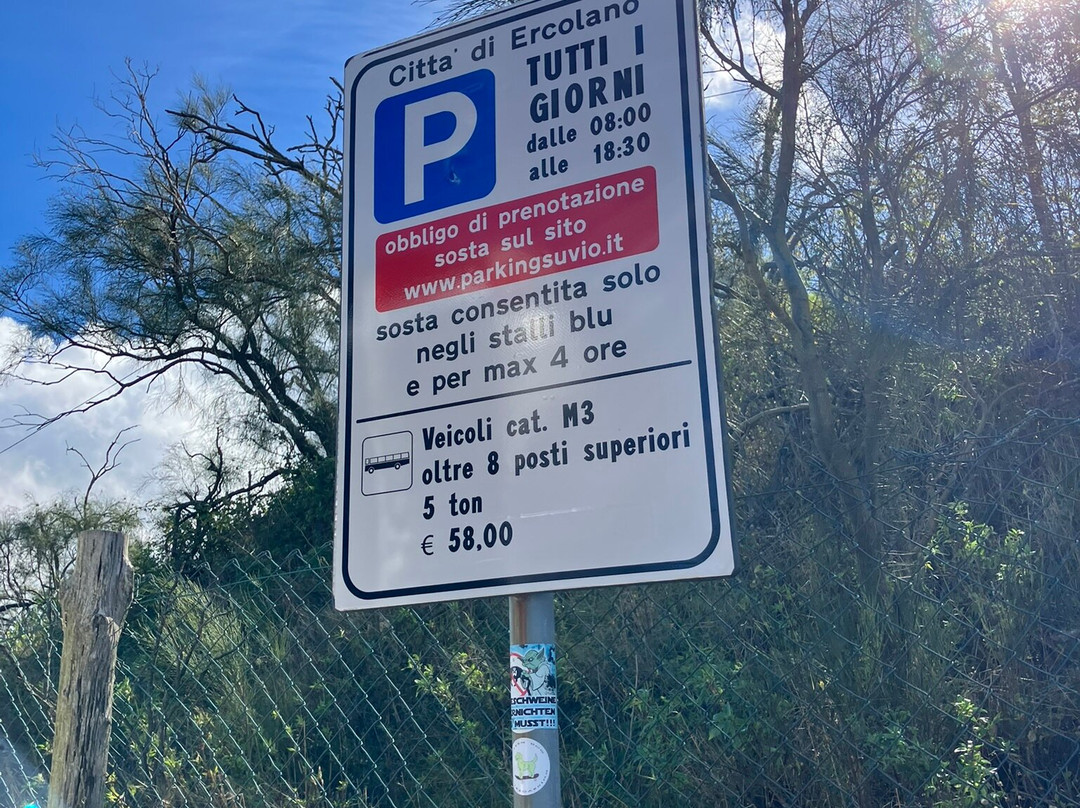 Citta' di Ercolano
P
TUTTI I
GIORNI
dalle 08:00
alle 18:30
obbligo di prenotazione
sosta sul sito
www.parkingsuvio.it
sosta consentita solo
negli stalli blu
e per max 4 ore
Veicoli cat. M3
oltre 8 posti superiori
5 ton
€ 58,00
MUSST!!!